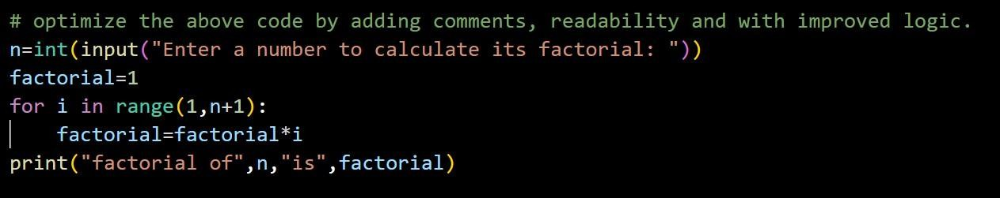 # optimize the above code by adding comments, readability and with improved logic.
n=int(input("Enter a number to calculate its factorial: "))
factorial=1
for i in range(1,n+1):
    factorial=factorial*i
print("factorial of",n,"is",factorial)